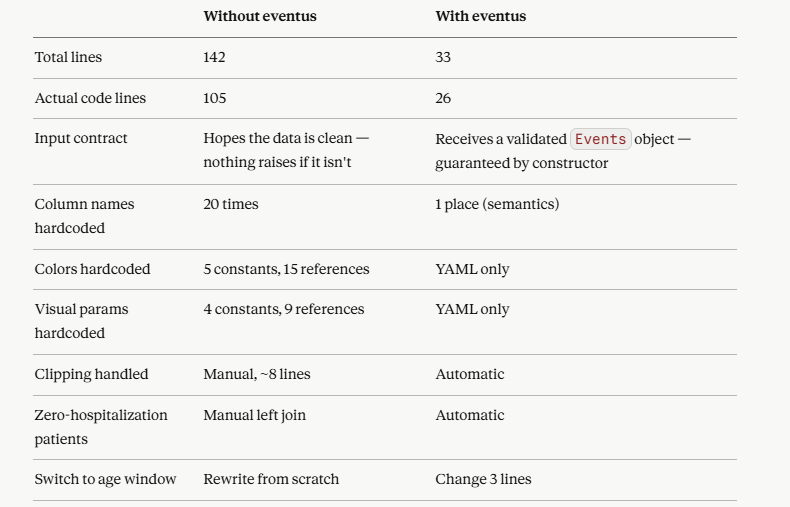 Without eventus With eventus
Total lines 142 33
Actual code lines 105 26
Input contract Hopes the data is clean — Receives a validated Events object —
nothing raises if it isn't guaranteed by constructor
Column names 20 times 1 place (semantics)
hardcoded
Colors hardcoded 5 constants, 15 references YAML only
Visual params 4 constants, 9 references YAML only
hardcoded
Clipping handled Manual, ~8 lines Automatic
Zero-hospitalization Manual left join Automatic
patients
Switch to age window Rewrite from scratch Change 3 lines